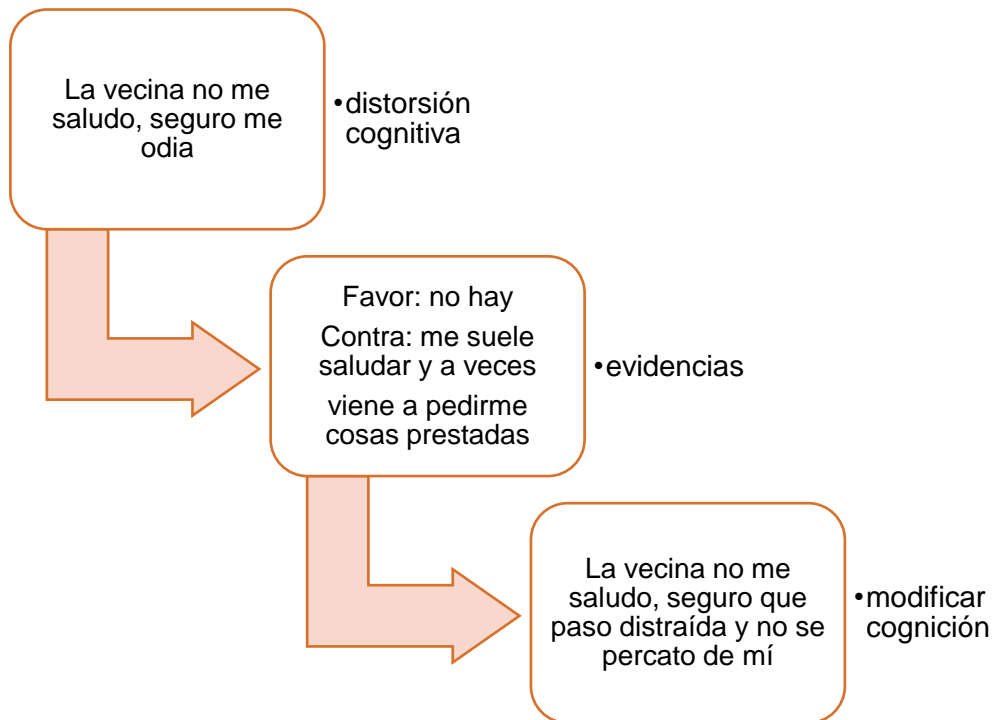 La vecina no me
saludo, seguro me
odia
•distorsión
cognitiva
Favor: no hay
Contra: me suele
saludar y a veces
viene a pedirme
cosas prestadas
•evidencias
La vecina no me
saludo, seguro que
paso distraída y no se
percato de mí
•modificar
cognición